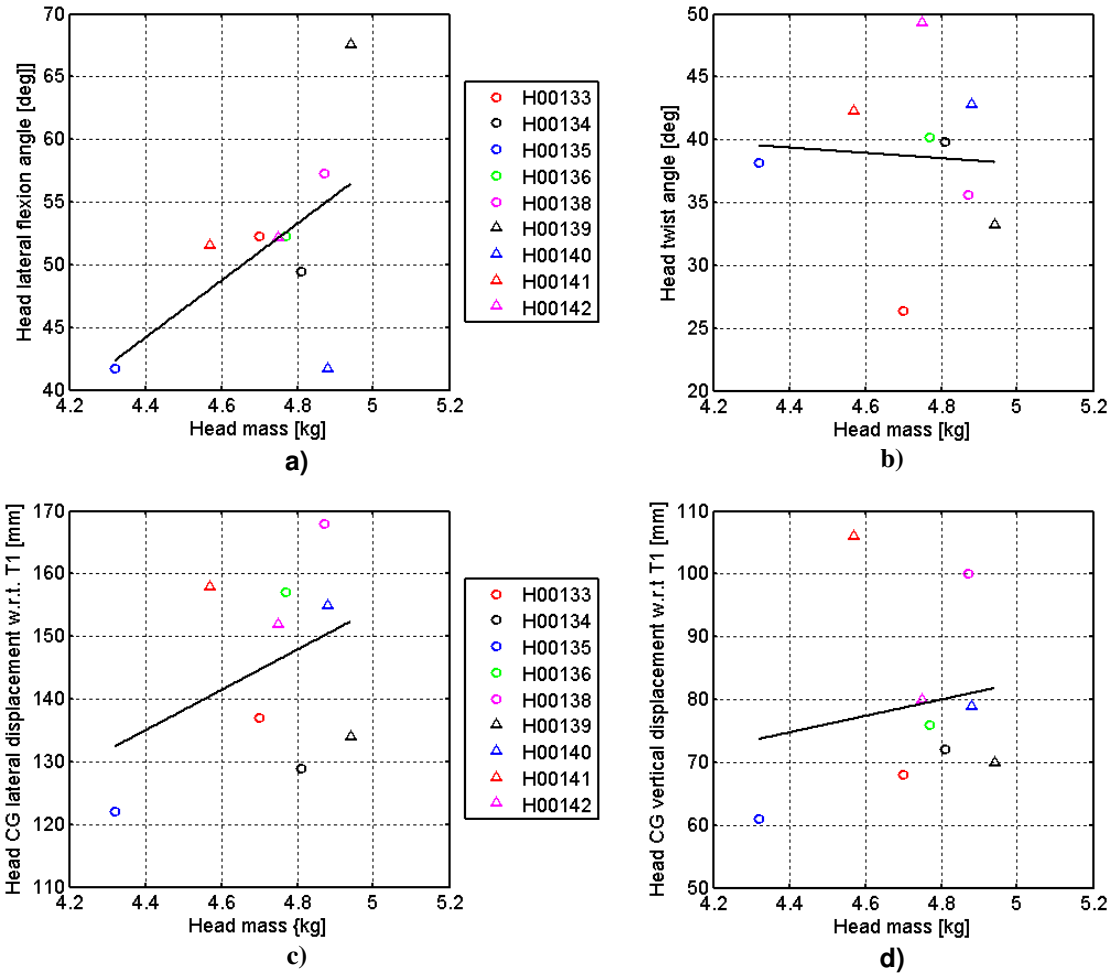 70
65
60
55
50
45
40
4.2 4.4 4.6 4.8 5 5.2
Head lateral flexion angle [deg]]
Head mass [kg]
a)
H00133
H00134
H00135
H00136
H00138
H00139
H00140
H00141
H00142
50
45
40
35
30
25
20
4.2 4.4 4.6 4.8 5 5.2
Head twist angle [deg]
Head mass [kg]
b)
170
160
150
140
130
120
110
4.2 4.4 4.6 4.8 5 5.2
Head CG lateral displacement w.r.t. T1 [mm]
Head mass {kg]
c)
H00133
H00134
H00135
H00136
H00138
H00139
H00140
H00141
H00142
110
100
90
80
70
60
50
4.2 4.4 4.6 4.8 5 5.2
Head CG vertical displacement w.r.t T1 [mm]
Head mass [kg]
d)